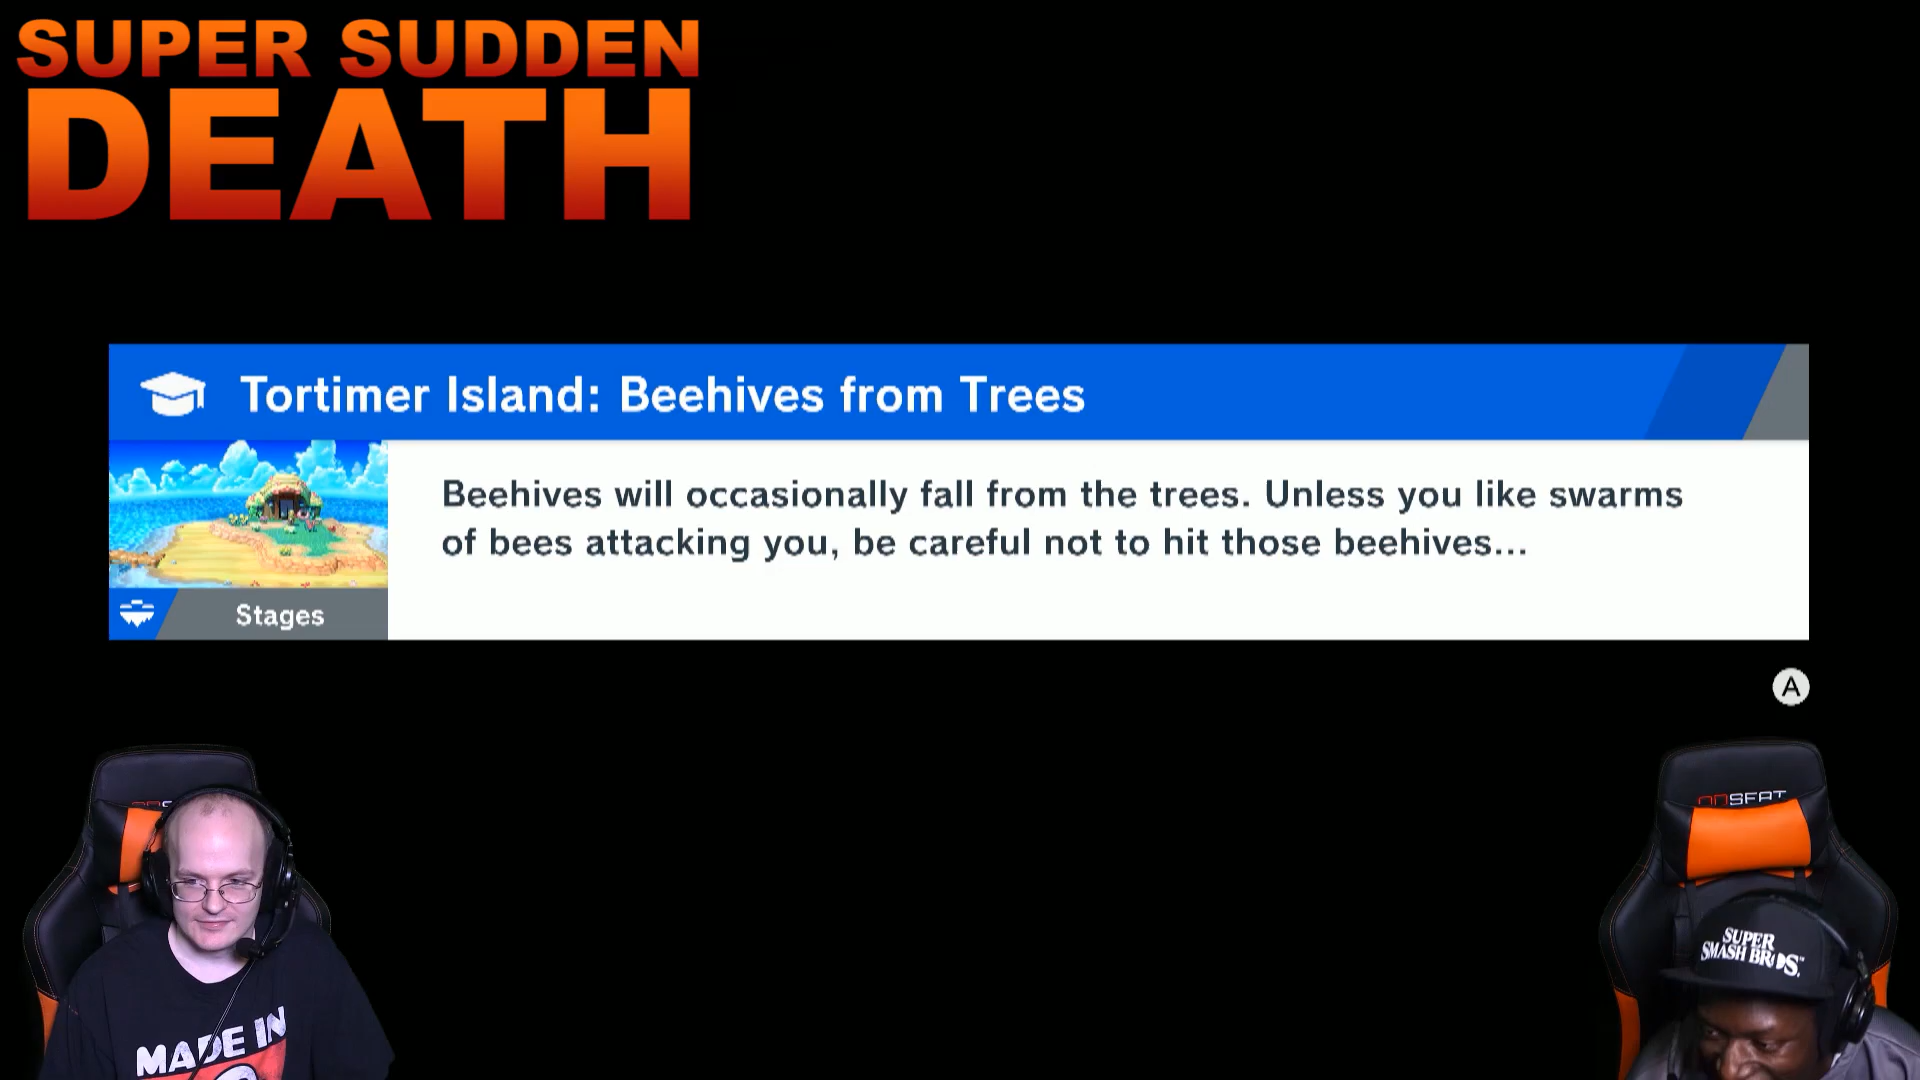 SUPER SUDDEN
DEATH
Tortimer Island: Beehives from Trees
Beehives will occasionally fall from the trees. Unless you like swarms
of bees attacking you, be careful not to hit those beehives...
Stages
A
SUPER
SMASH BROS.
MADE IN